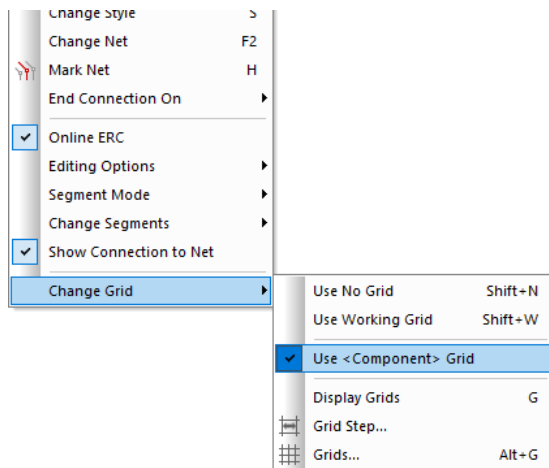 Change Style S
Change Net F2
Mark Net H
End Connection On
Online ERC
Editing Options
Segment Mode
Change Segments
Show Connection to Net
Change Grid
Use No Grid Shift+N
Use Working Grid Shift+W
Use <Component> Grid
Display Grids G
Grid Step...
Grids... Alt+G